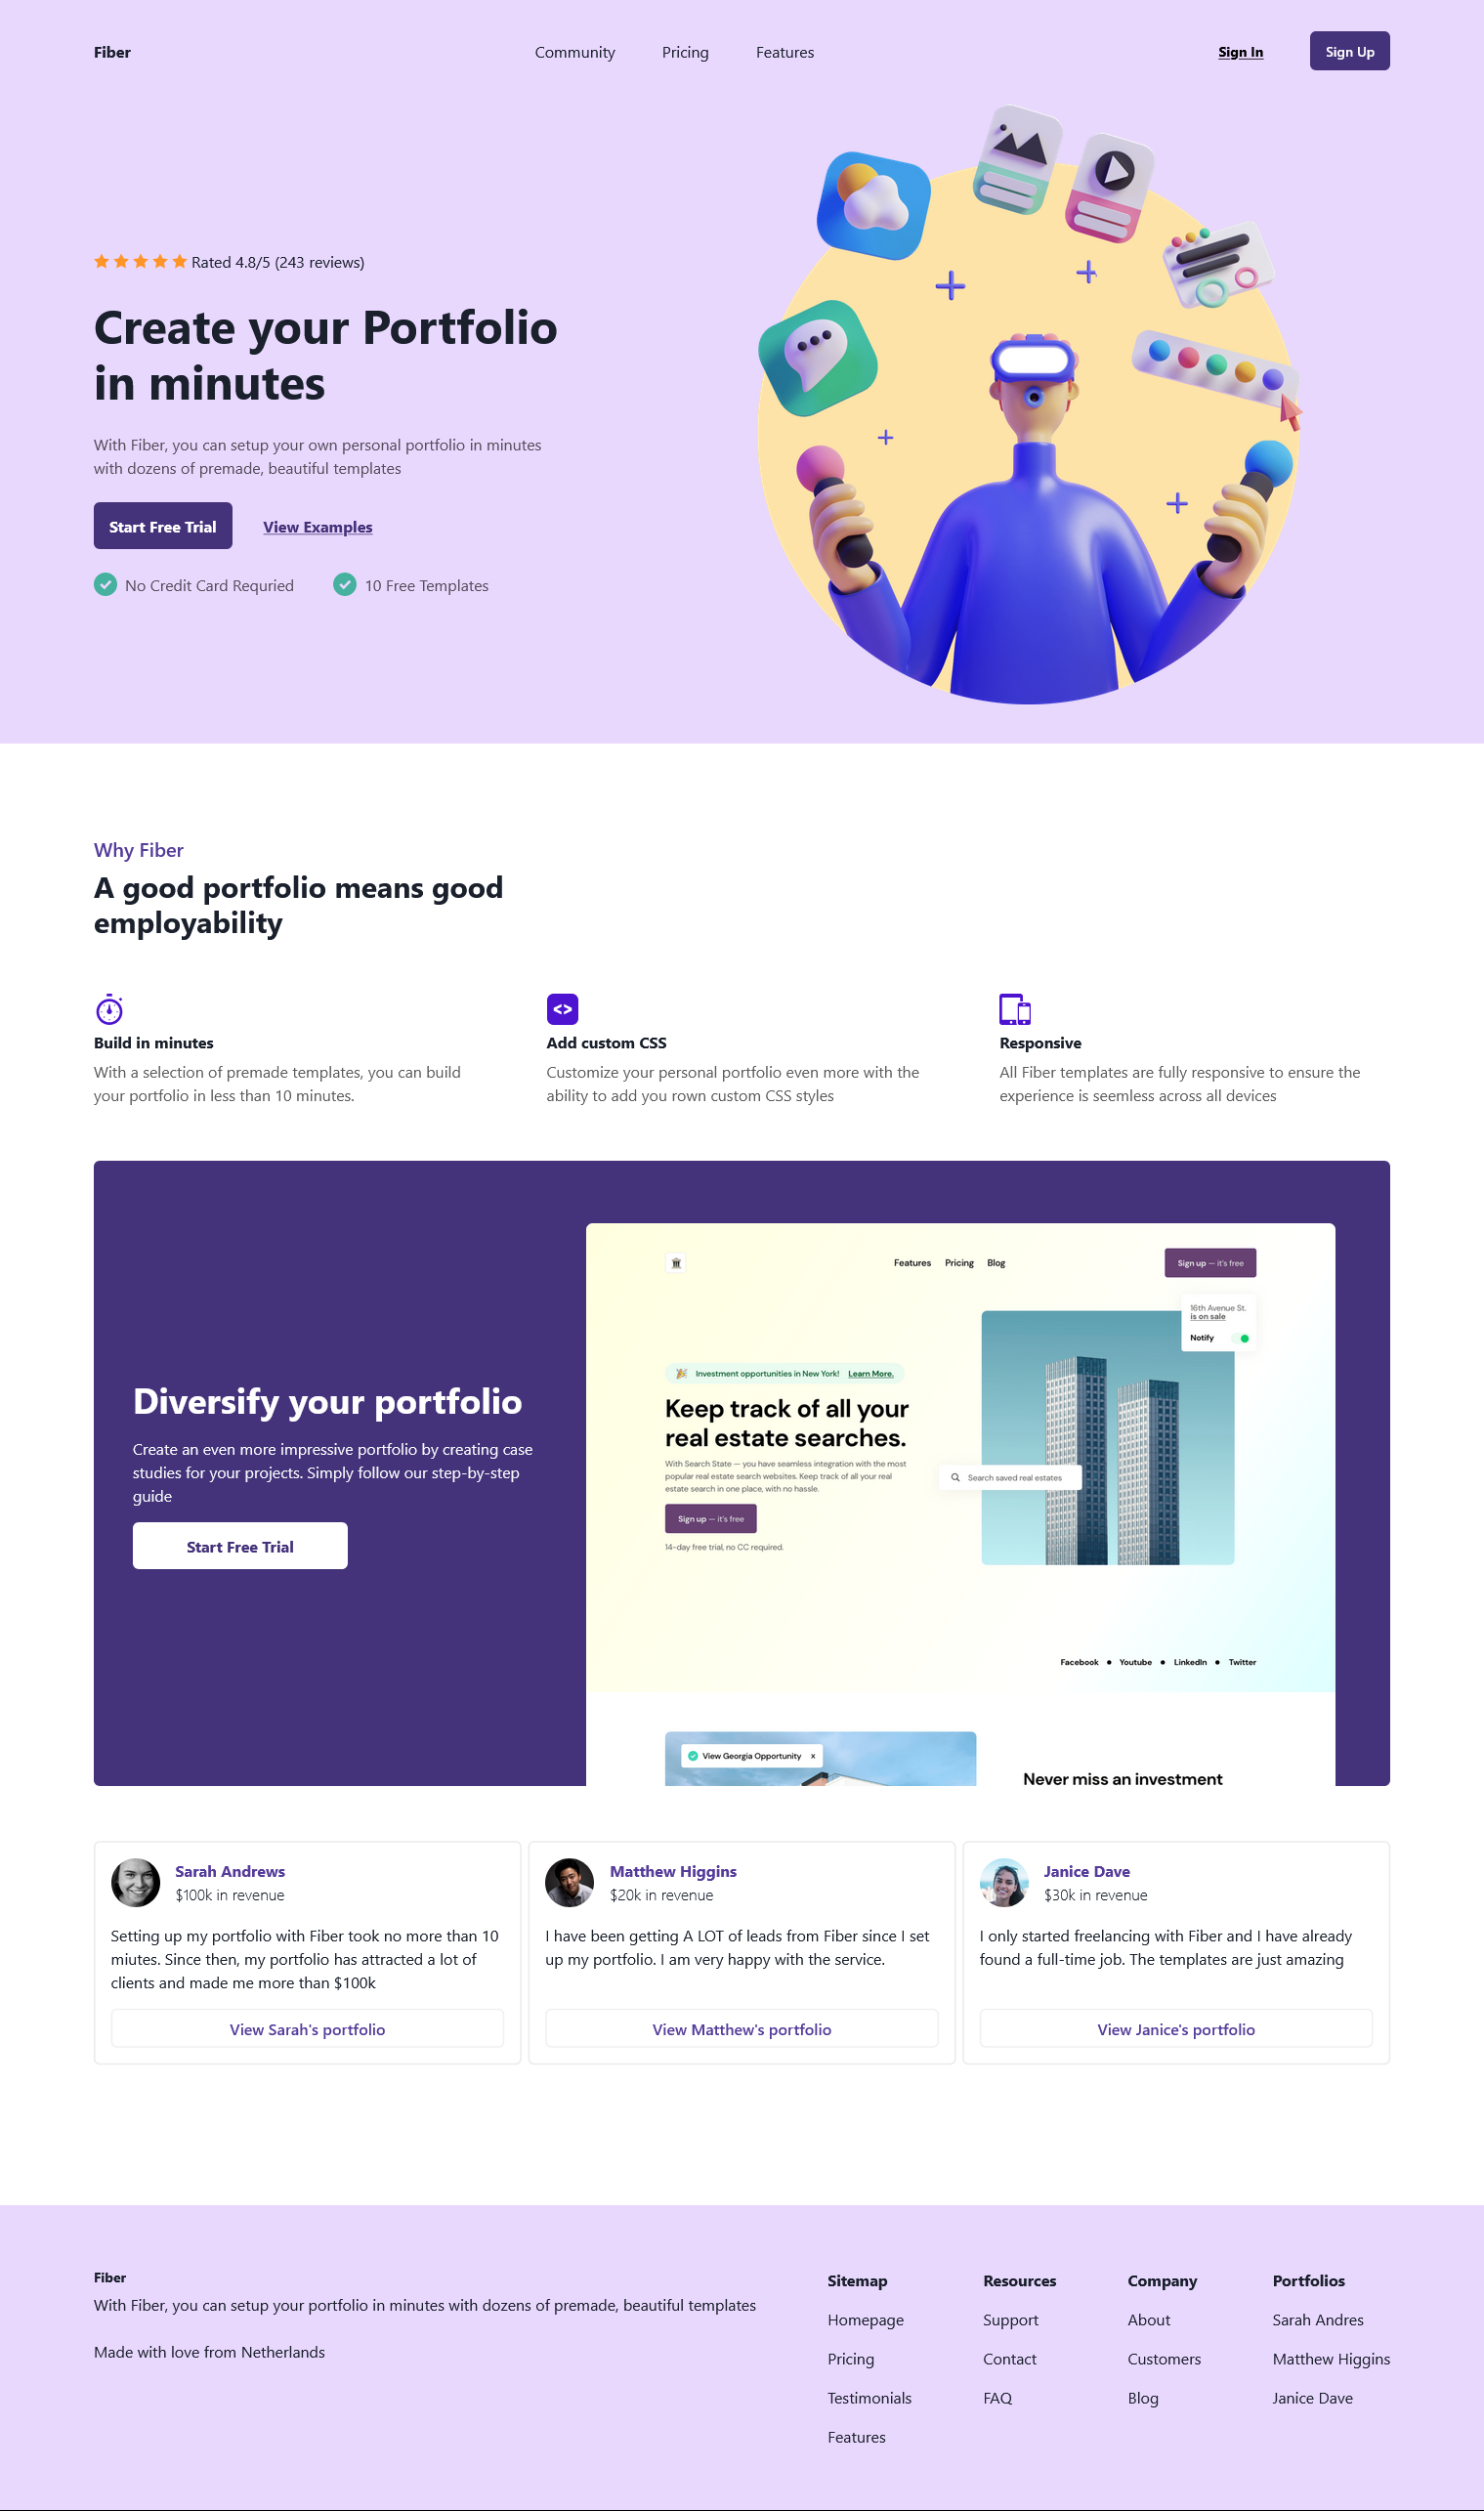 Fiber
Community
Pricing
Features
Sign In
Sign Up
Rated 4.8/5 (243 reviews)
Create your Portfolio
in minutes
With Fiber, you can setup your own personal portfolio in minutes
with dozens of premade, beautiful templates
Start Free Trial
View Examples
No Credit Card Requried
10 Free Templates
Why Fiber
A good portfolio means good
employability
Build in minutes
With a selection of premade templates, you can build
your portfolio in less than 10 minutes.
Add custom CSS
Customize your personal portfolio even more with the
ability to add you rown custom CSS styles
Responsive
All Fiber templates are fully responsive to ensure the
experience is seemless across all devices
Diversify your portfolio
Create an even more impressive portfolio by creating case
studies for your projects. Simply follow our step-by-step
guide
Start Free Trial
Features
Pricing
Blog
Sign up — it's free
16th Avenue St.
is on sale
Notify
Investment opportunities in New York! Learn More.
Keep track of all your
real estate searches.
With Search State — you have seamless integration with the most
popular real estate search websites. Keep track of all your real
estate search in one place, with no hassle.
Search saved real estates
Sign up — it's free
14-day free trial, no CC required.
Facebook • Youtube • LinkedIn • Twitter
View Georgia Opportunity x
Never miss an investment
Sarah Andrews
$100k in revenue
Setting up my portfolio with Fiber took no more than 10
miutes. Since then, my portfolio has attracted a lot of
clients and made me more than $100k
View Sarah's portfolio
Matthew Higgins
$20k in revenue
I have been getting A LOT of leads from Fiber since I set
up my portfolio. I am very happy with the service.
View Matthew's portfolio
Janice Dave
$30k in revenue
I only started freelancing with Fiber and I have already
found a full-time job. The templates are just amazing
View Janice's portfolio
Fiber
With Fiber, you can setup your portfolio in minutes with dozens of premade, beautiful templates
Made with love from Netherlands
Sitemap
Homepage
Pricing
Testimonials
Features
Resources
Support
Contact
FAQ
Company
About
Customers
Blog
Portfolios
Sarah Andres
Matthew Higgins
Janice Dave